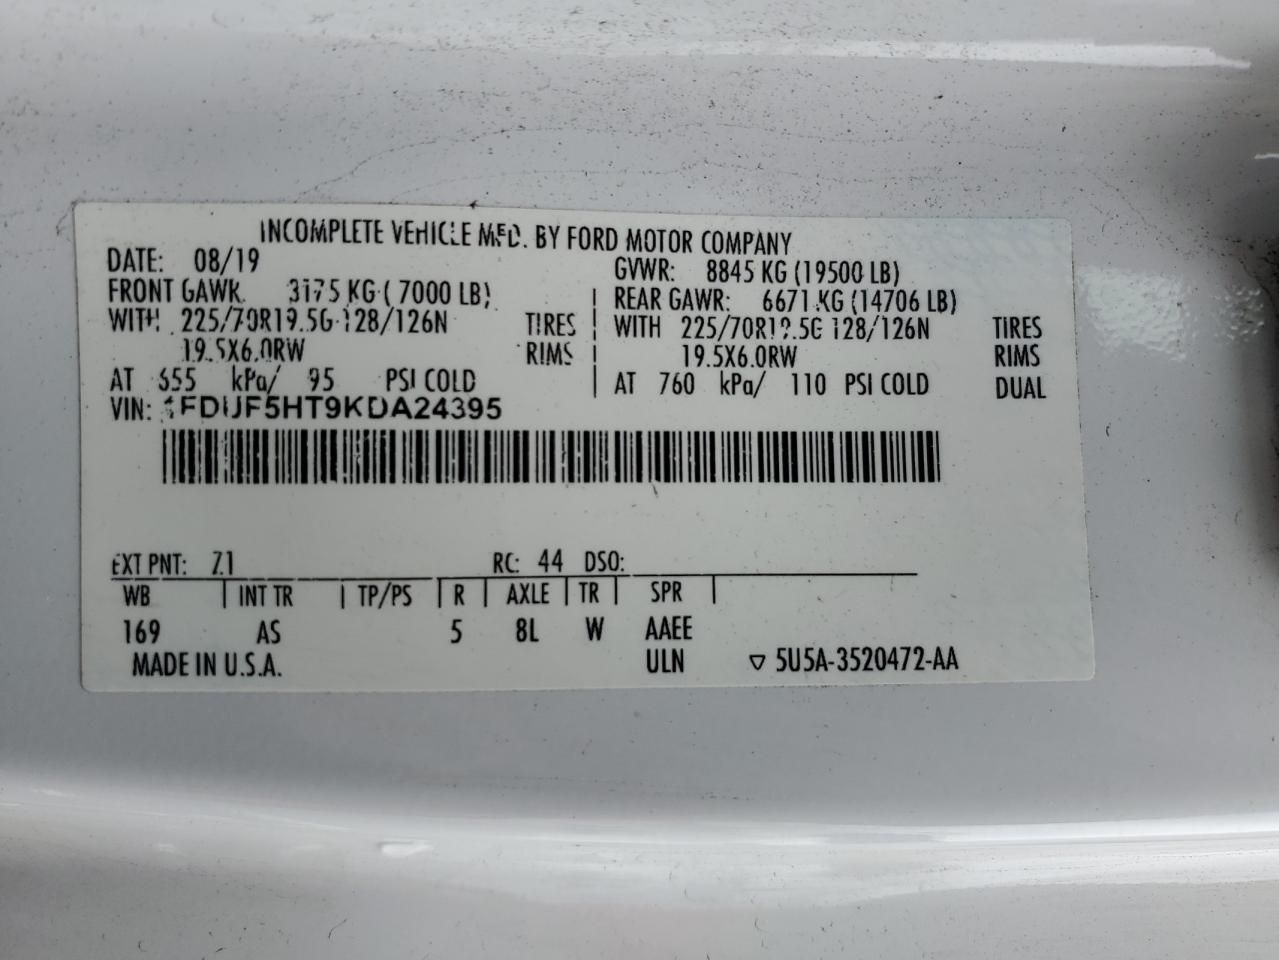 INCOMPLETE VEHICLE MFD. BY FORD MOTOR COMPANY
DATE: 08/19 GVWR: 8845 KG (19500 LB)
FRONT GAWR 3175 KG ( 7000 LB) REAR GAWR: 6671 KG (14706 LB)
WITH 225/70R19.5G 128/126N TIRES WITH 225/70R19.5G 128/126N TIRES
19.5X6.0RW RIMS 19.5X6.0RW RIMS
AT 655 kPa/ 95 PSI COLD AT 760 kPa/ 110 PSI COLD DUAL
VIN: 1FDUF5HT9KDA24395
EXT PNT: Z1 RC: 44 DSO:
WB INT TR TP/PS R AXLE TR SPR
169 AS 5 8L W AAEE
MADE IN U.S.A. ULN ▽ 5U5A-3520472-AA